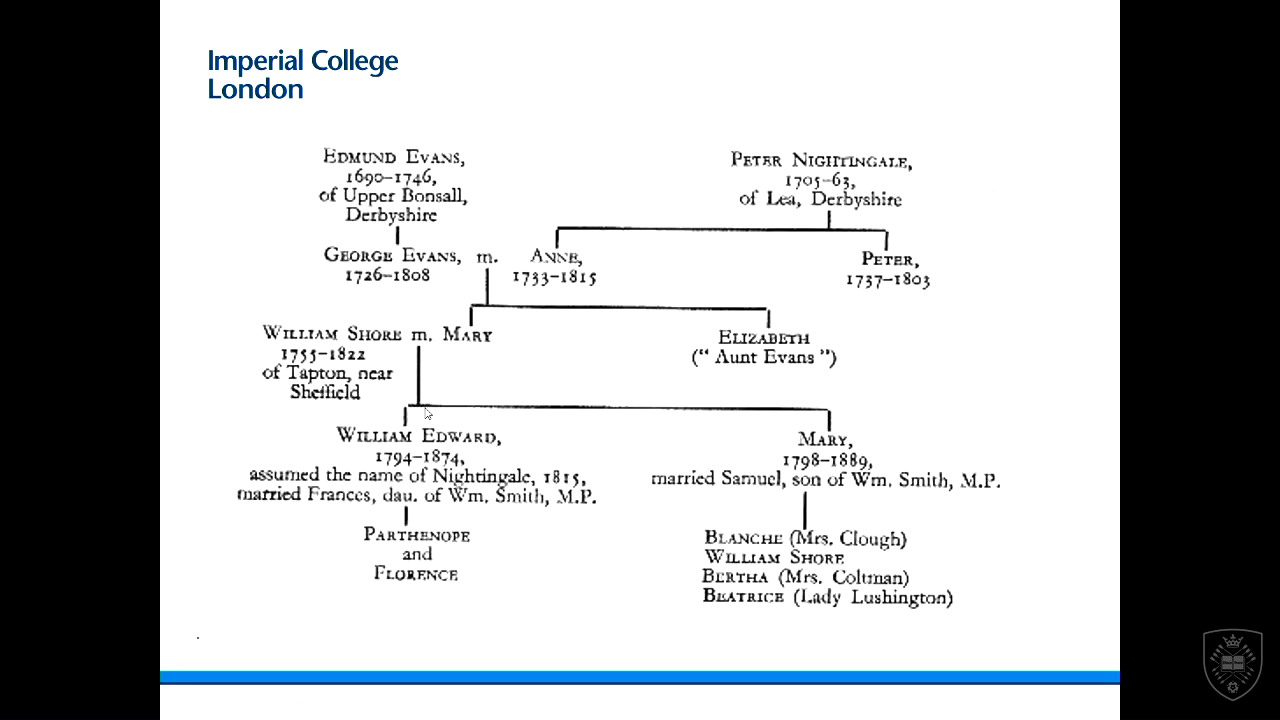 Imperial College
London
EDMUND EVANS,
1690–1746,
of Upper Bonsall,
Derbyshire
PETER NIGHTINGALE,
1705–63,
of Lea, Derbyshire
GEORGE EVANS, m. ANNE,
1726–1808
1733–1815
PETER,
1737–1803
WILLIAM SHORE m. MARY
1755–1822
of Tapton, near
Sheffield
ELIZABETH
(“ Aunt Evans ”)
WILLIAM EDWARD,
1794–1874,
assumed the name of Nightingale, 1815,
married Frances, dau. of Wm. Smith, M.P.
MARY,
1798–1889,
married Samuel, son of Wm. Smith, M.P.
PARTHENOPE
and
FLORENCE
BLANCHE (Mrs. Clough)
WILLIAM SHORE
BERTHA (Mrs. Coltman)
BEATRICE (Lady Lushington)